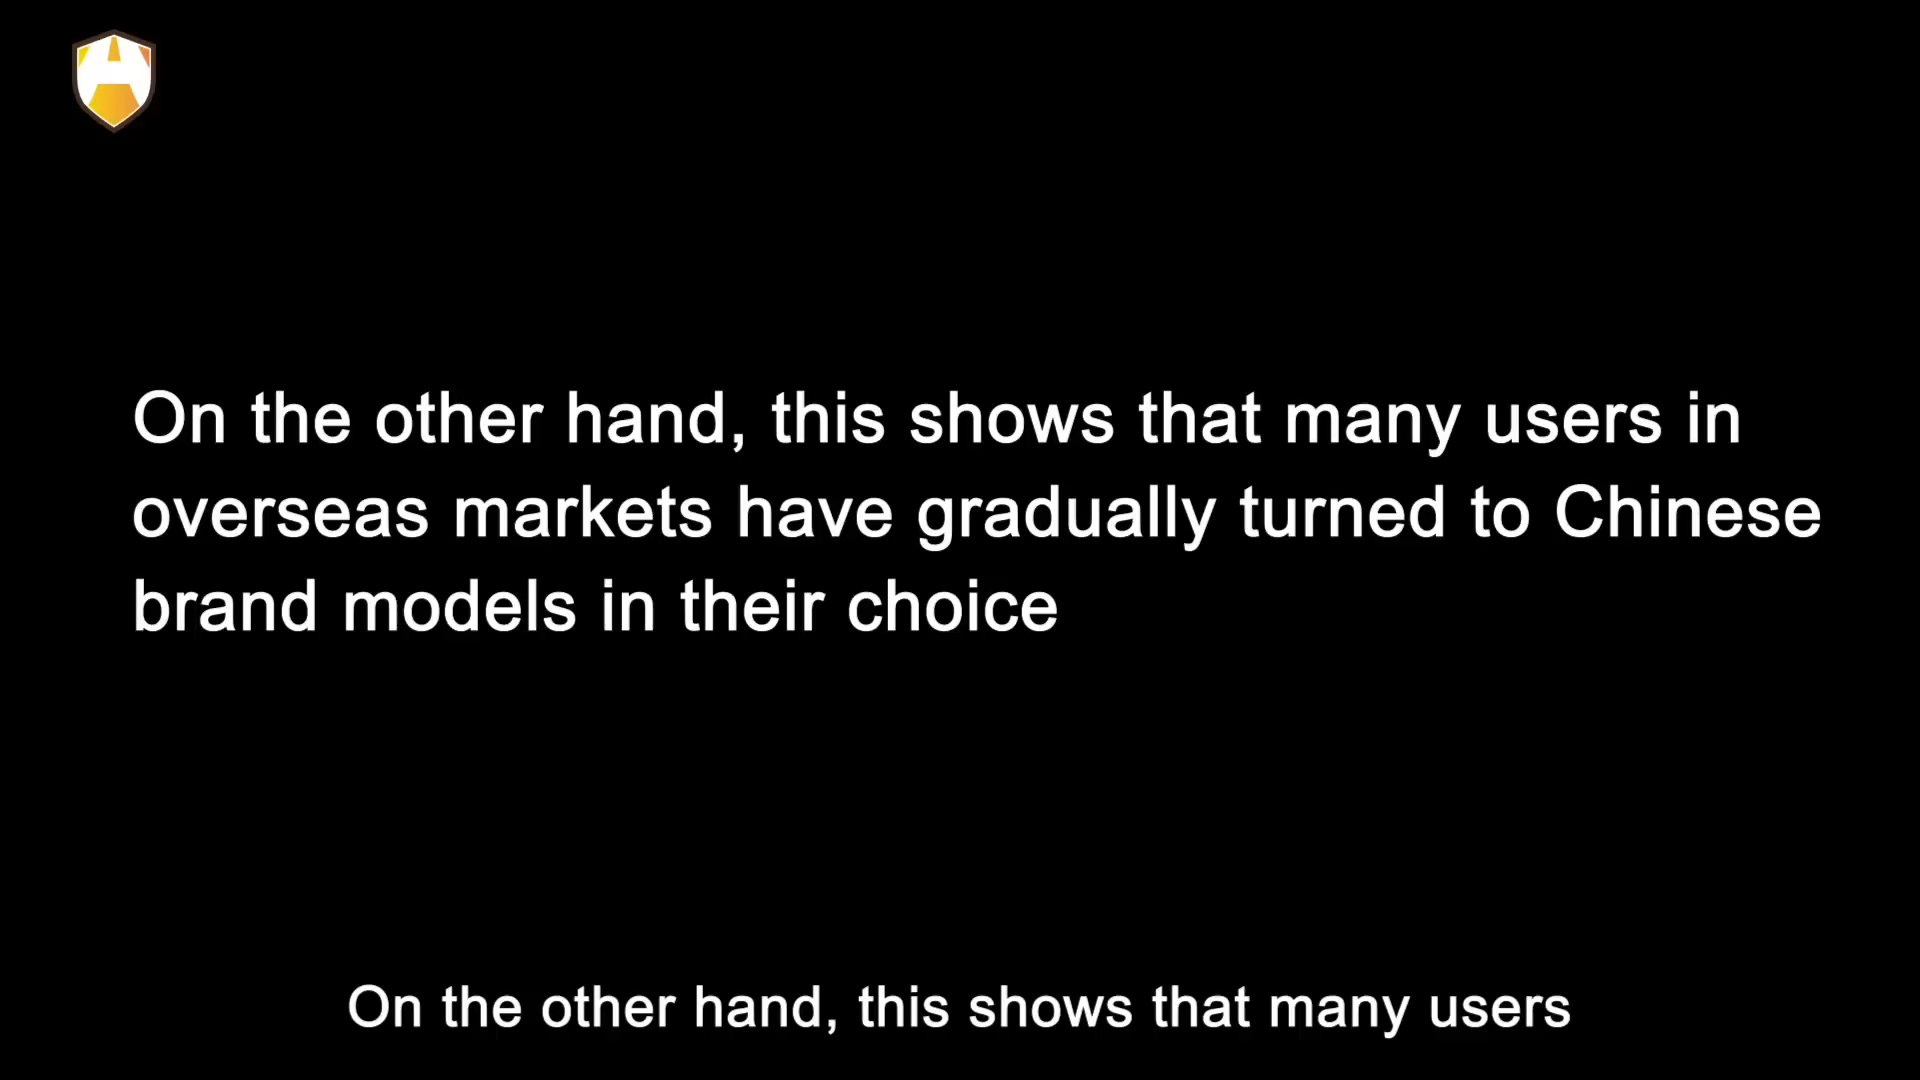 On the other hand, this shows that many users in
overseas markets have gradually turned to Chinese
brand models in their choice
On the other hand, this shows that many users